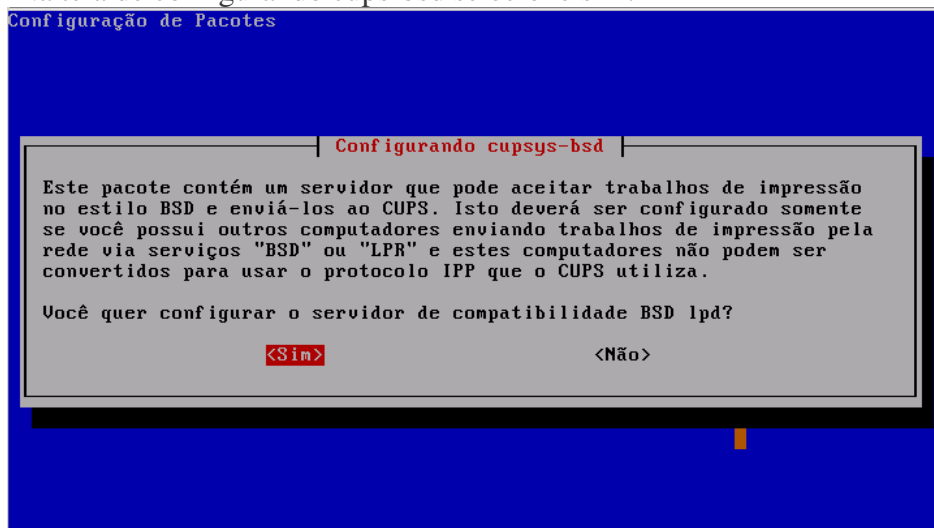 Configuração de Pacotes
Configurando cupsys-bsd
Este pacote contém um servidor que pode aceitar trabalhos de impressão
no estilo BSD e enviá-los ao CUPS. Isto deverá ser configurado somente
se você possui outros computadores enviando trabalhos de impressão pela
rede via serviços "BSD" ou "LPR" e estes computadores não podem ser
convertidos para usar o protocolo IPP que o CUPS utiliza.
Você quer configurar o servidor de compatibilidade BSD lpd?
<Sim> <Não>